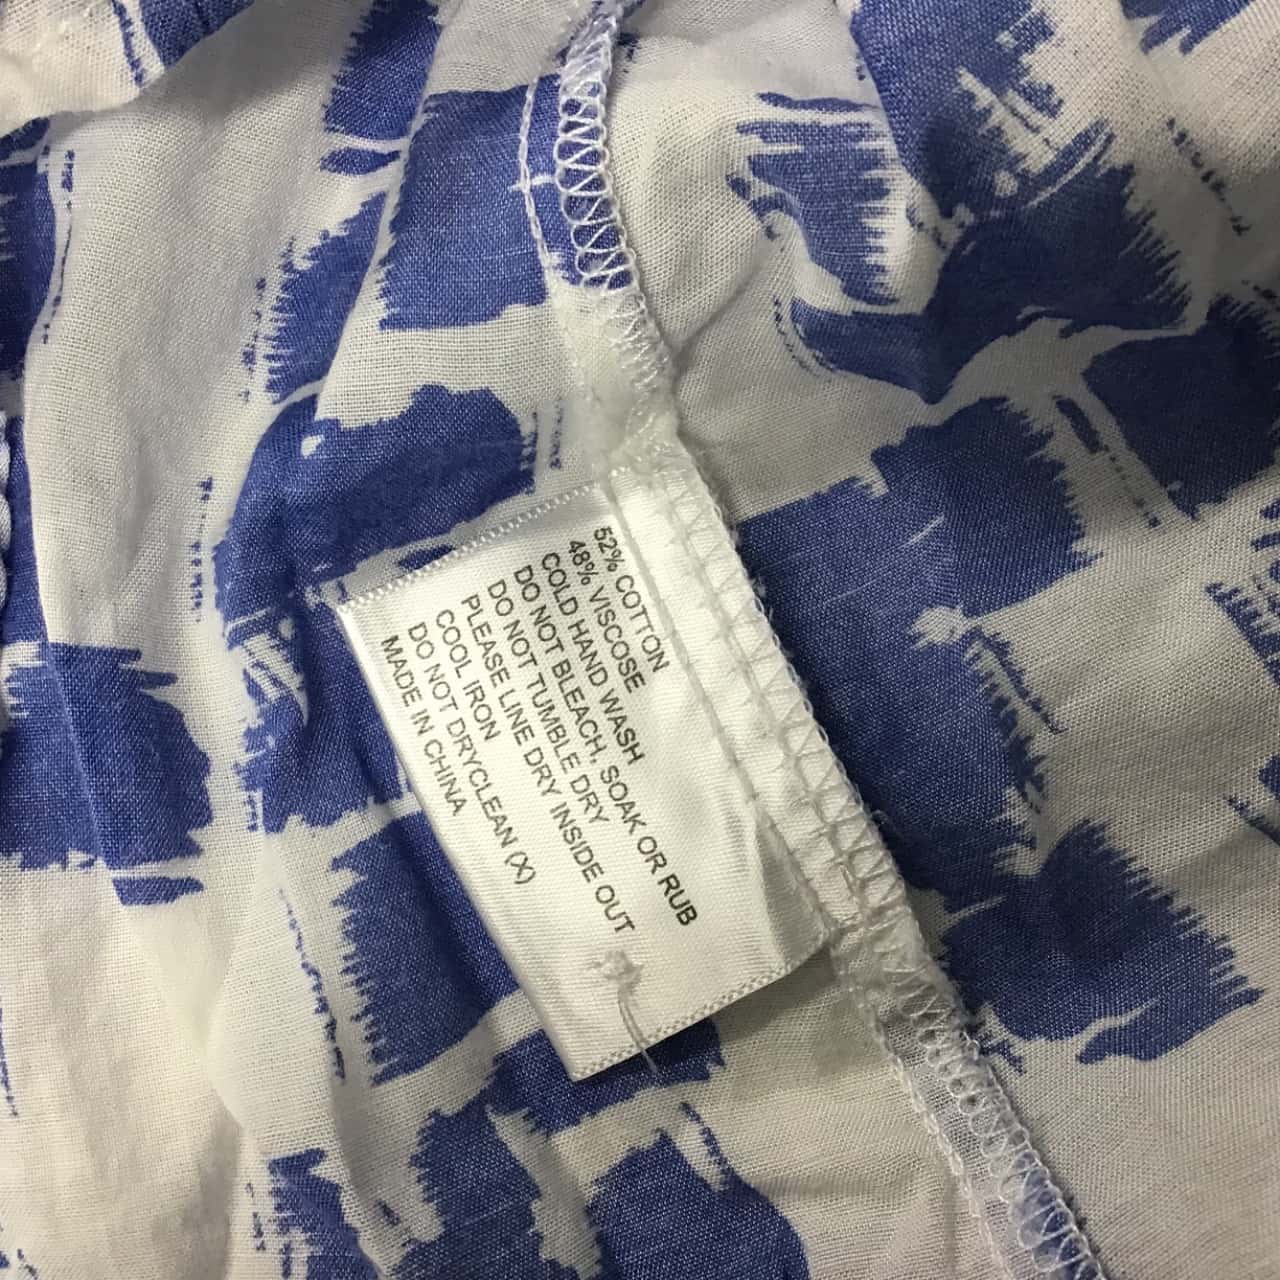 52% COTTON
48% VISCOSE
COLD HAND WASH
DO NOT BLEACH, SOAK OR RUB
DO NOT TUMBLE DRY
PLEASE LINE DRY INSIDE OUT
COOL IRON
DO NOT DRYCLEAN (X)
MADE IN CHINA